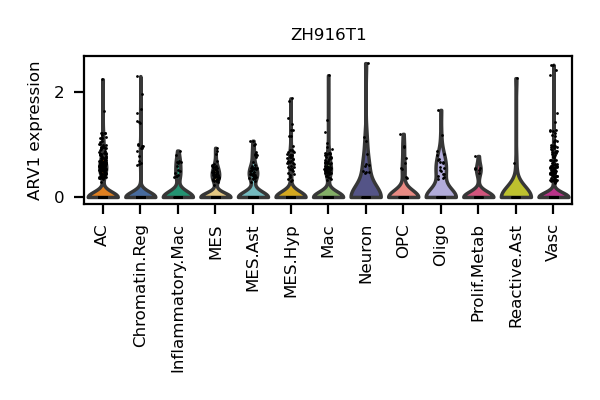 ZH916T1
ARV1 expression
2
0
AC
Chromatin.Reg
Inflammatory.Mac
MES
MES.Ast
MES.Hyp
Mac
Neuron
OPC
Oligo
Prolif.Metab
Reactive.Ast
Vasc